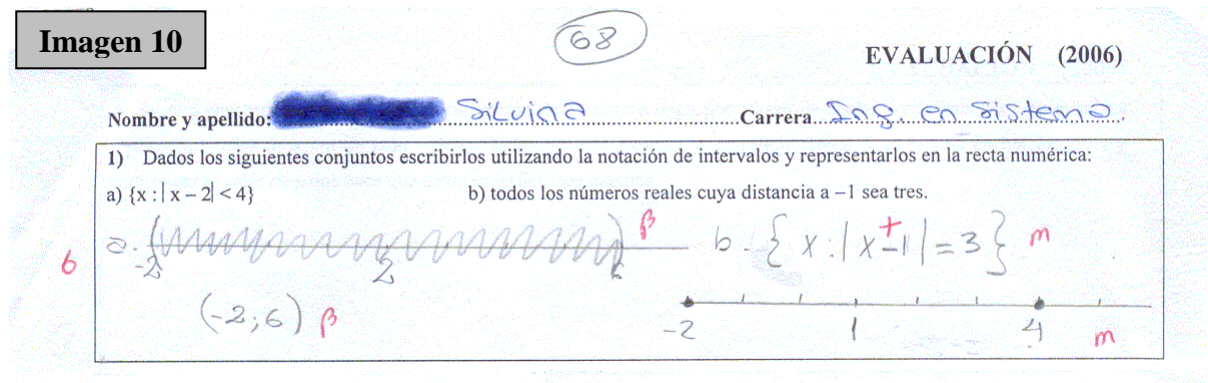 Imagen 10
68
EVALUACIÓN (2006)
Nombre y apellido: Silvina Carrera Ing. en Sistema
1) Dados los siguientes conjuntos escribirlos utilizando la notación de intervalos y representarlos en la recta numérica:
a) {x : | x – 2| < 4}
b) todos los números reales cuya distancia a –1 sea tres.
6
a. ( ) β
-2 2 6
(-2;6) β
b - { x : | x - 1 | = 3 } m
+
-2 1 4 m